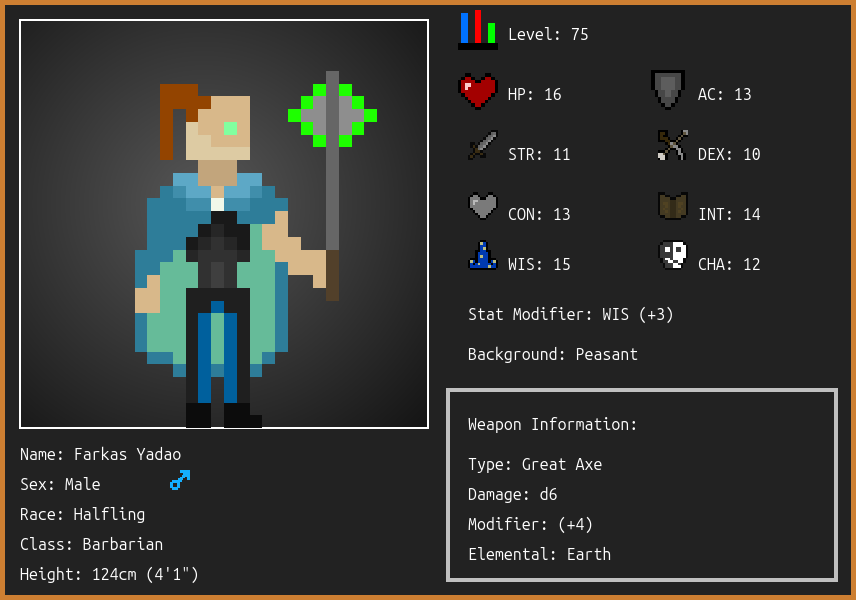 Level: 75
HP: 16
AC: 13
STR: 11
DEX: 10
CON: 13
INT: 14
WIS: 15
CHA: 12
Stat Modifier: WIS (+3)
Background: Peasant
Weapon Information:
Type: Great Axe
Damage: d6
Modifier: (+4)
Elemental: Earth
Name: Farkas Yadao
Sex: Male
Race: Halfling
Class: Barbarian
Height: 124cm (4'1")